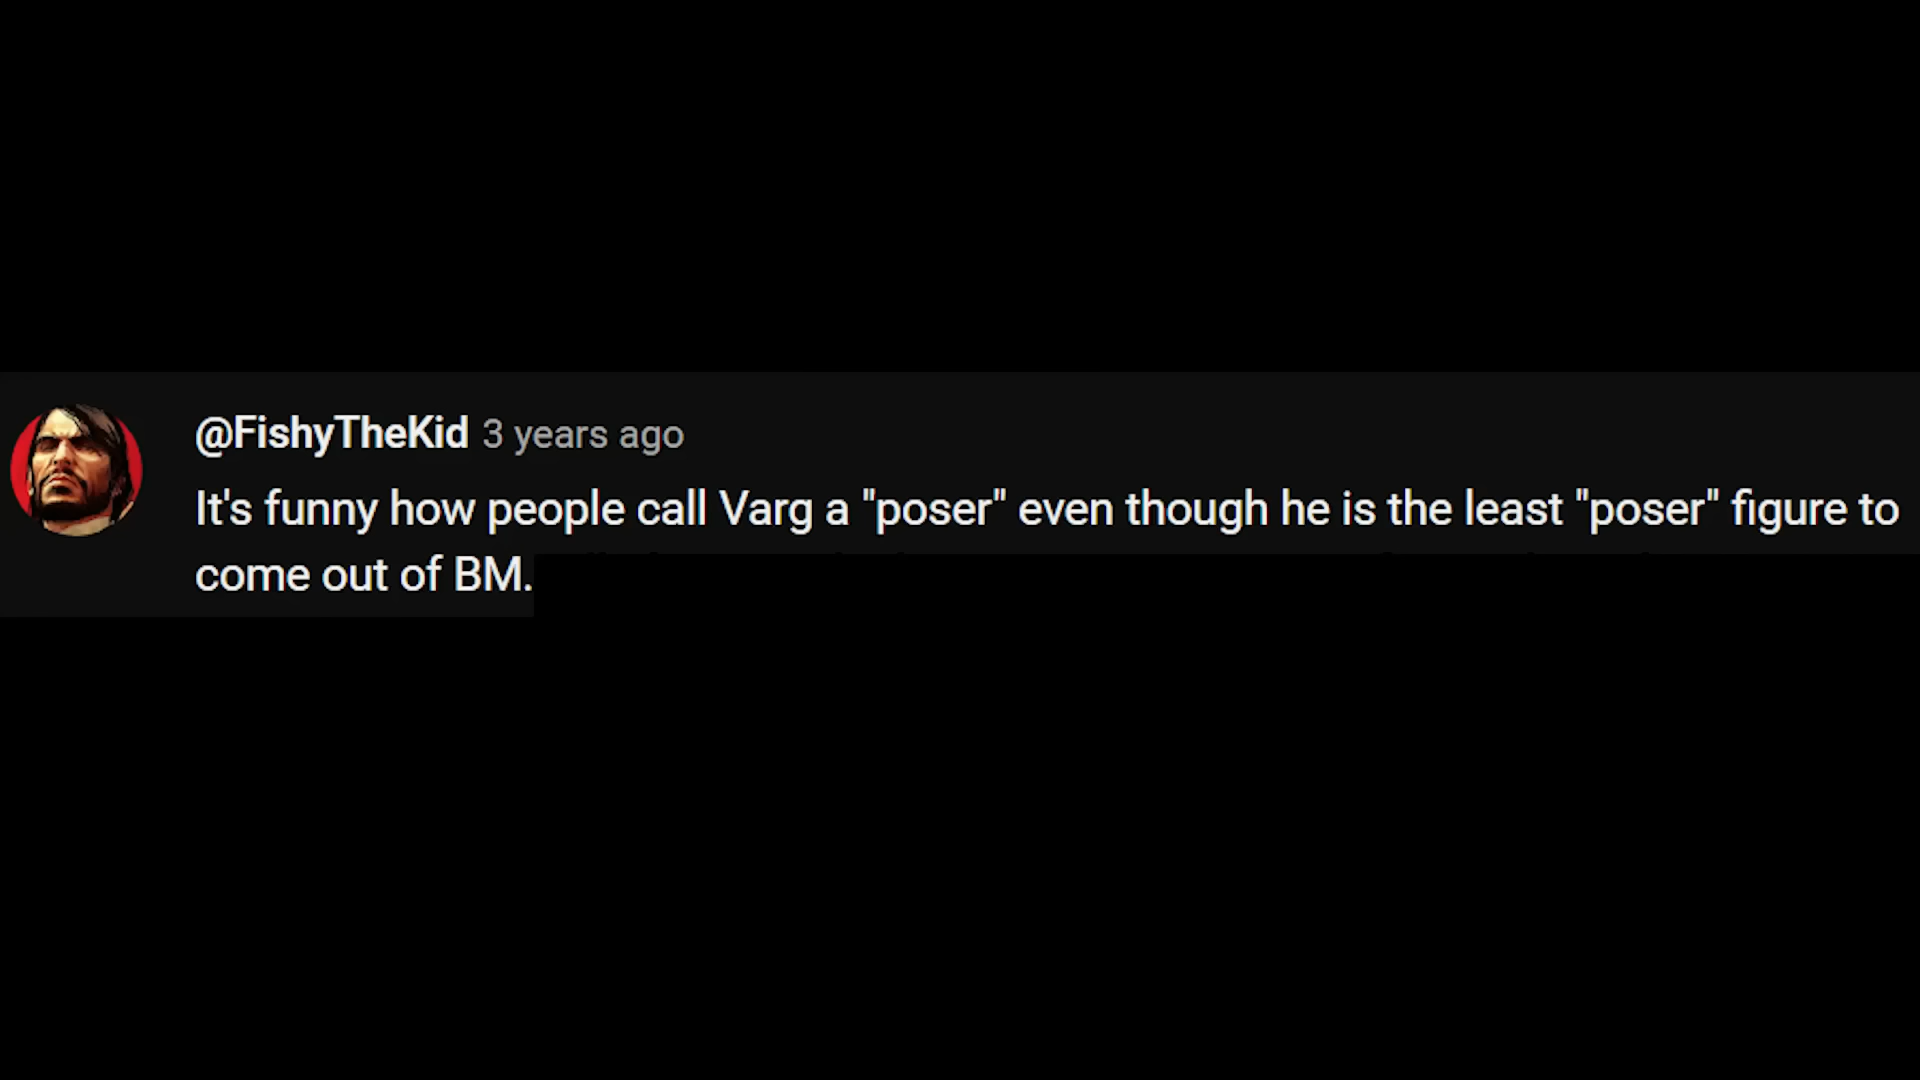 @FishyTheKid 3 years ago
It's funny how people call Varg a "poser" even though he is the least "poser" figure to
come out of BM.